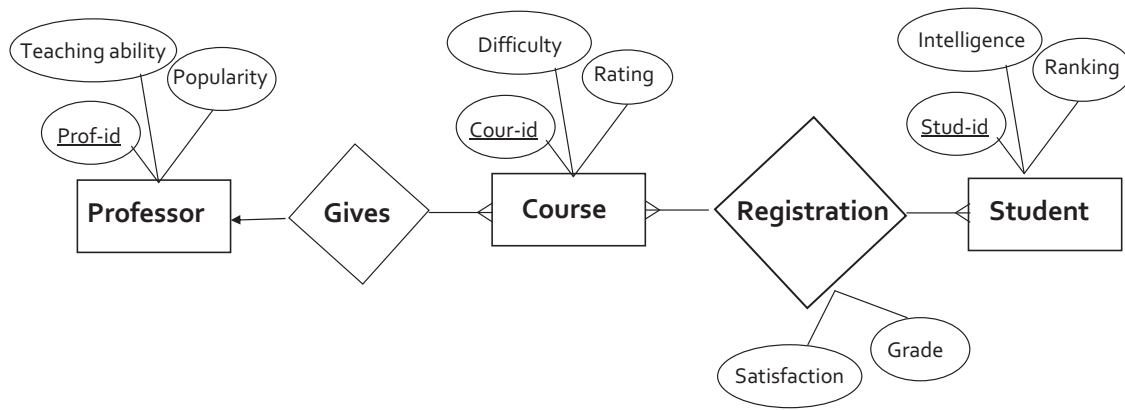 Teaching ability
Popularity
Prof-id
Professor
Gives
Difficulty
Rating
Cour-id
Course
Registration
Satisfaction
Grade
Intelligence
Ranking
Stud-id
Student